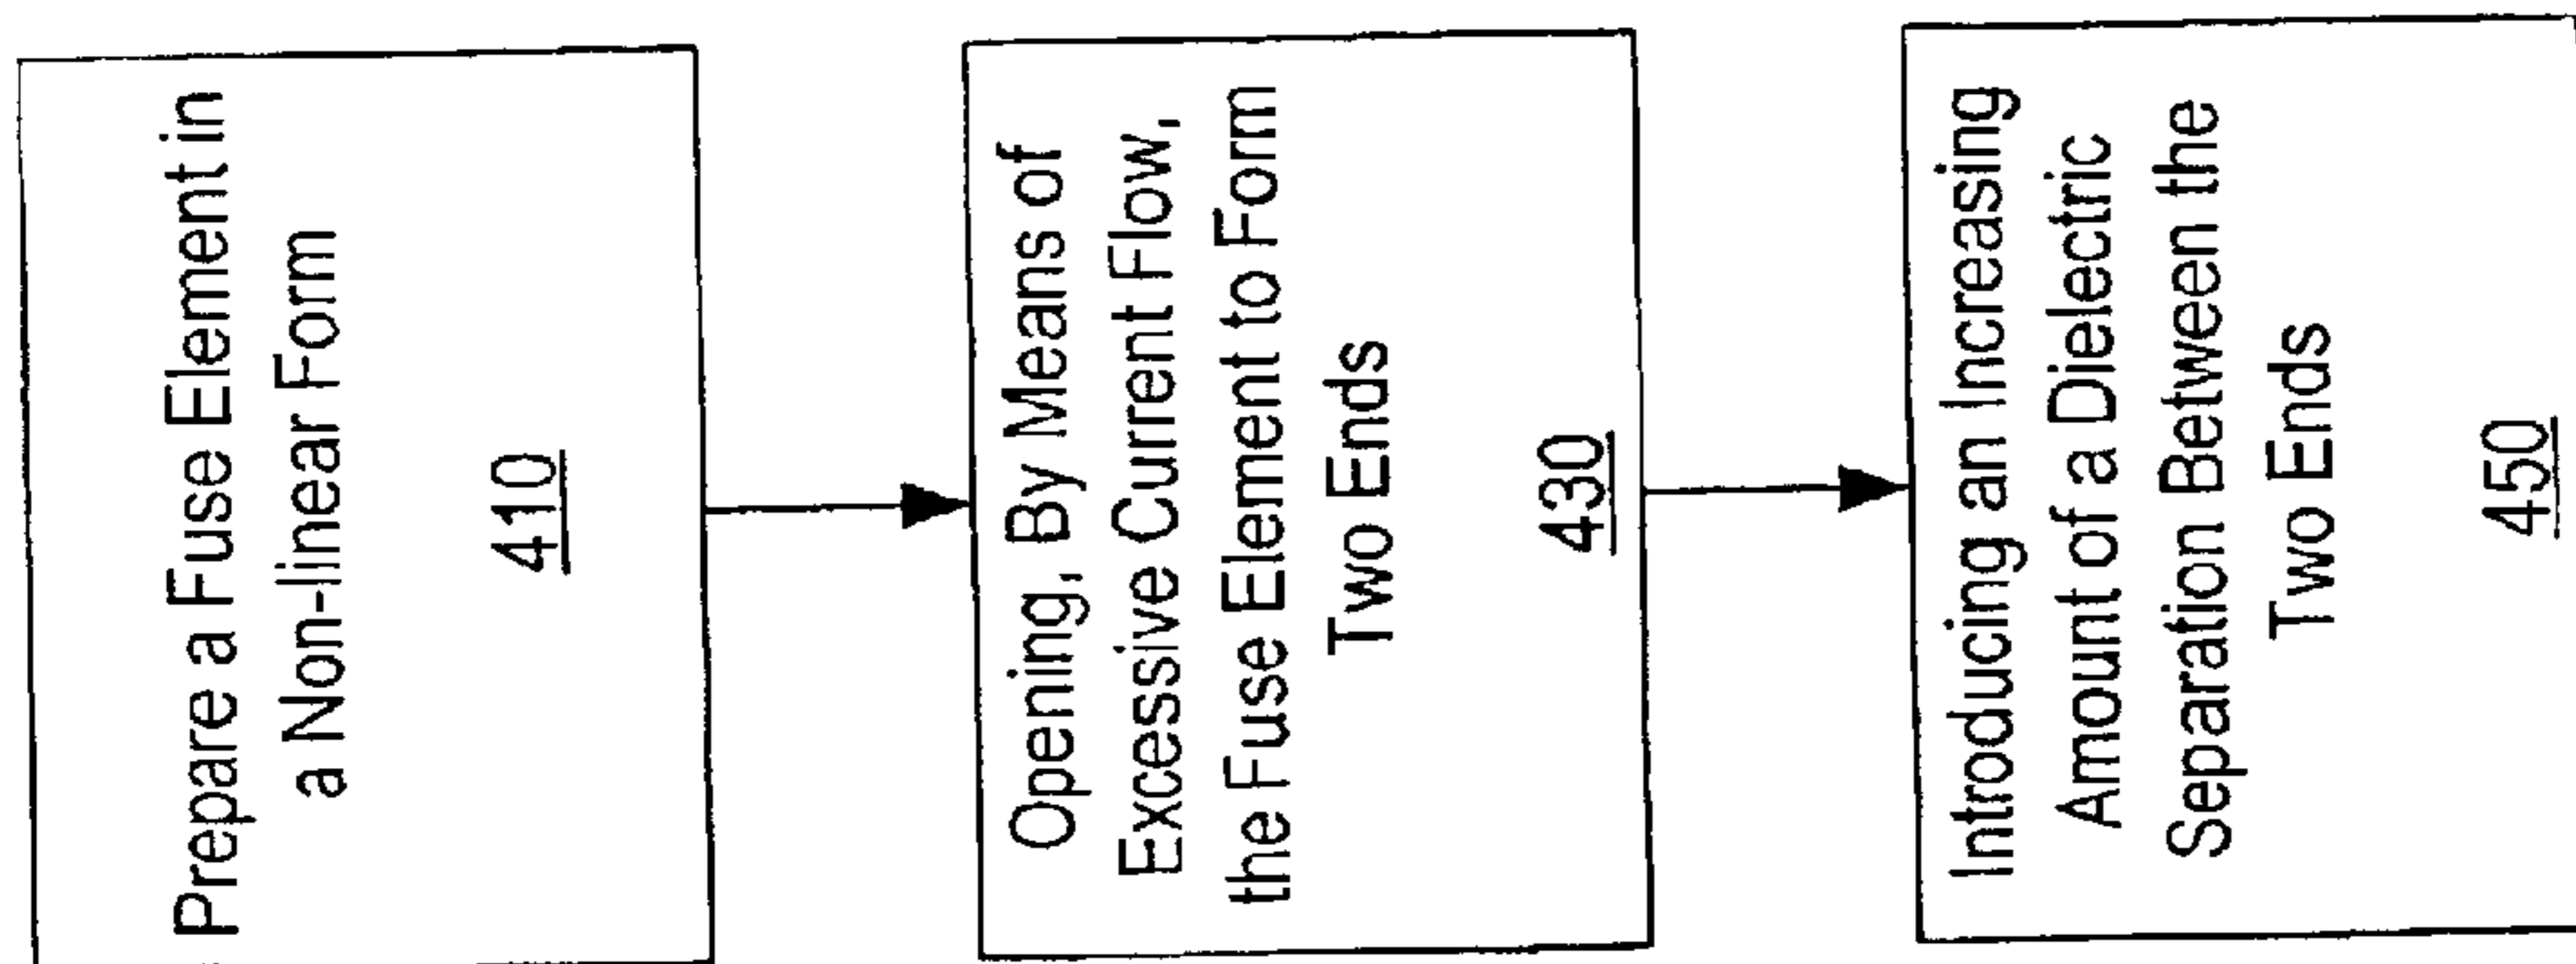 Prepare a Fuse Element in
a Non-linear Form
410
Opening, By Means of
Excessive Current Flow,
the Fuse Element to Form
Two Ends
430
Introducing an Increasing
Amount of a Dielectric
Separation Between the
Two Ends
450